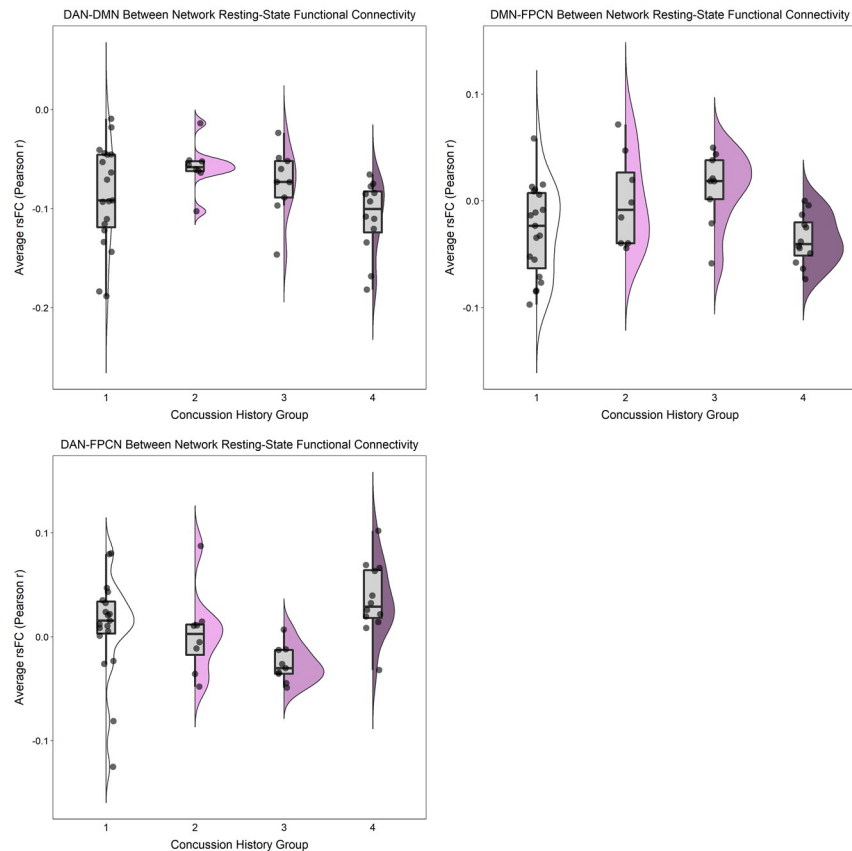 DAN-DMN Between Network Resting-State Functional Connectivity
Average rsFC (Pearson r)
0.0
-0.1
-0.2
1 2 3 4
Concussion History Group
DMN-FPCN Between Network Resting-State Functional Connectivity
Average rsFC (Pearson r)
0.1
0.0
-0.1
1 2 3 4
Concussion History Group
DAN-FPCN Between Network Resting-State Functional Connectivity
Average rsFC (Pearson r)
0.1
0.0
-0.1
1 2 3 4
Concussion History Group